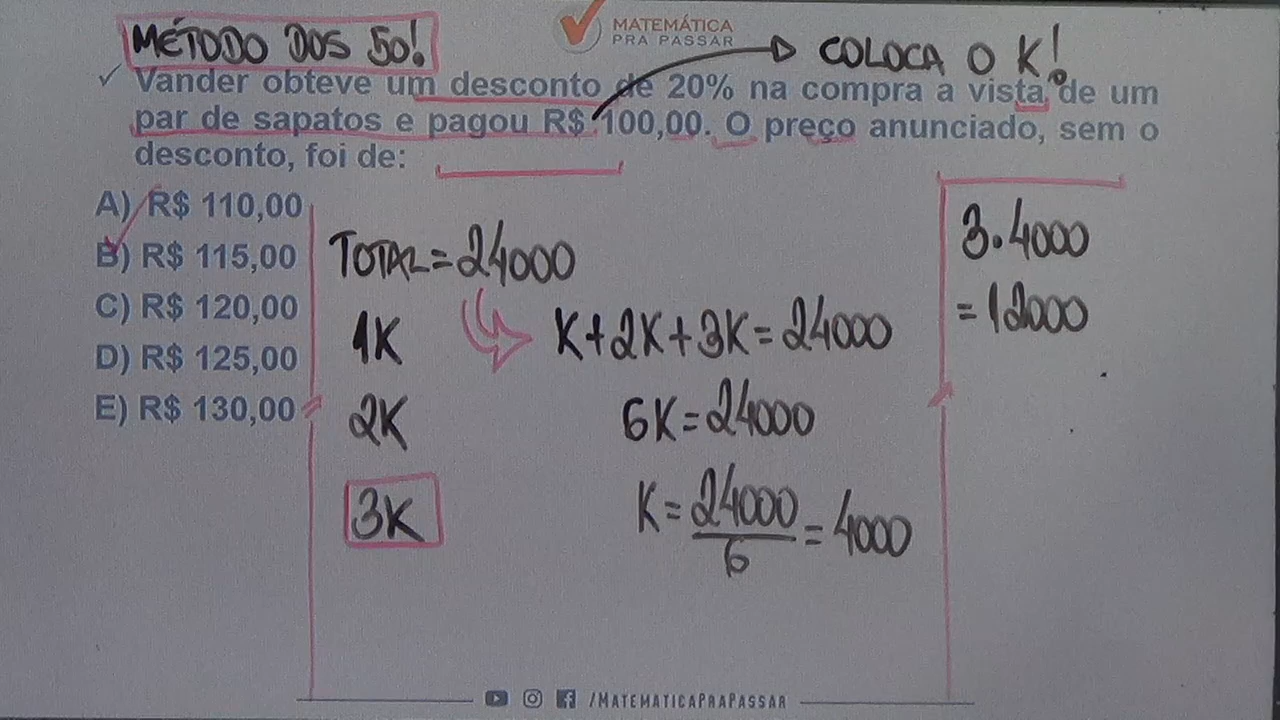 MÉTODO DOS 50!
MATEMÁTICA
PRA PASSAR
COLOCA O K!
✓ Vander obteve um desconto de 20% na compra a vista de um
par de sapatos e pagou R$ 100,00. O preço anunciado, sem o
desconto, foi de:
A) R$ 110,00
B) R$ 115,00
C) R$ 120,00
D) R$ 125,00
E) R$ 130,00
TOTAL = 24000
1K
2K
3K
K+2K+3K = 24000
6K = 24000
K = 24000/6 = 4000
3.4000
= 12000
/MATEMATICAPRAPASSAR